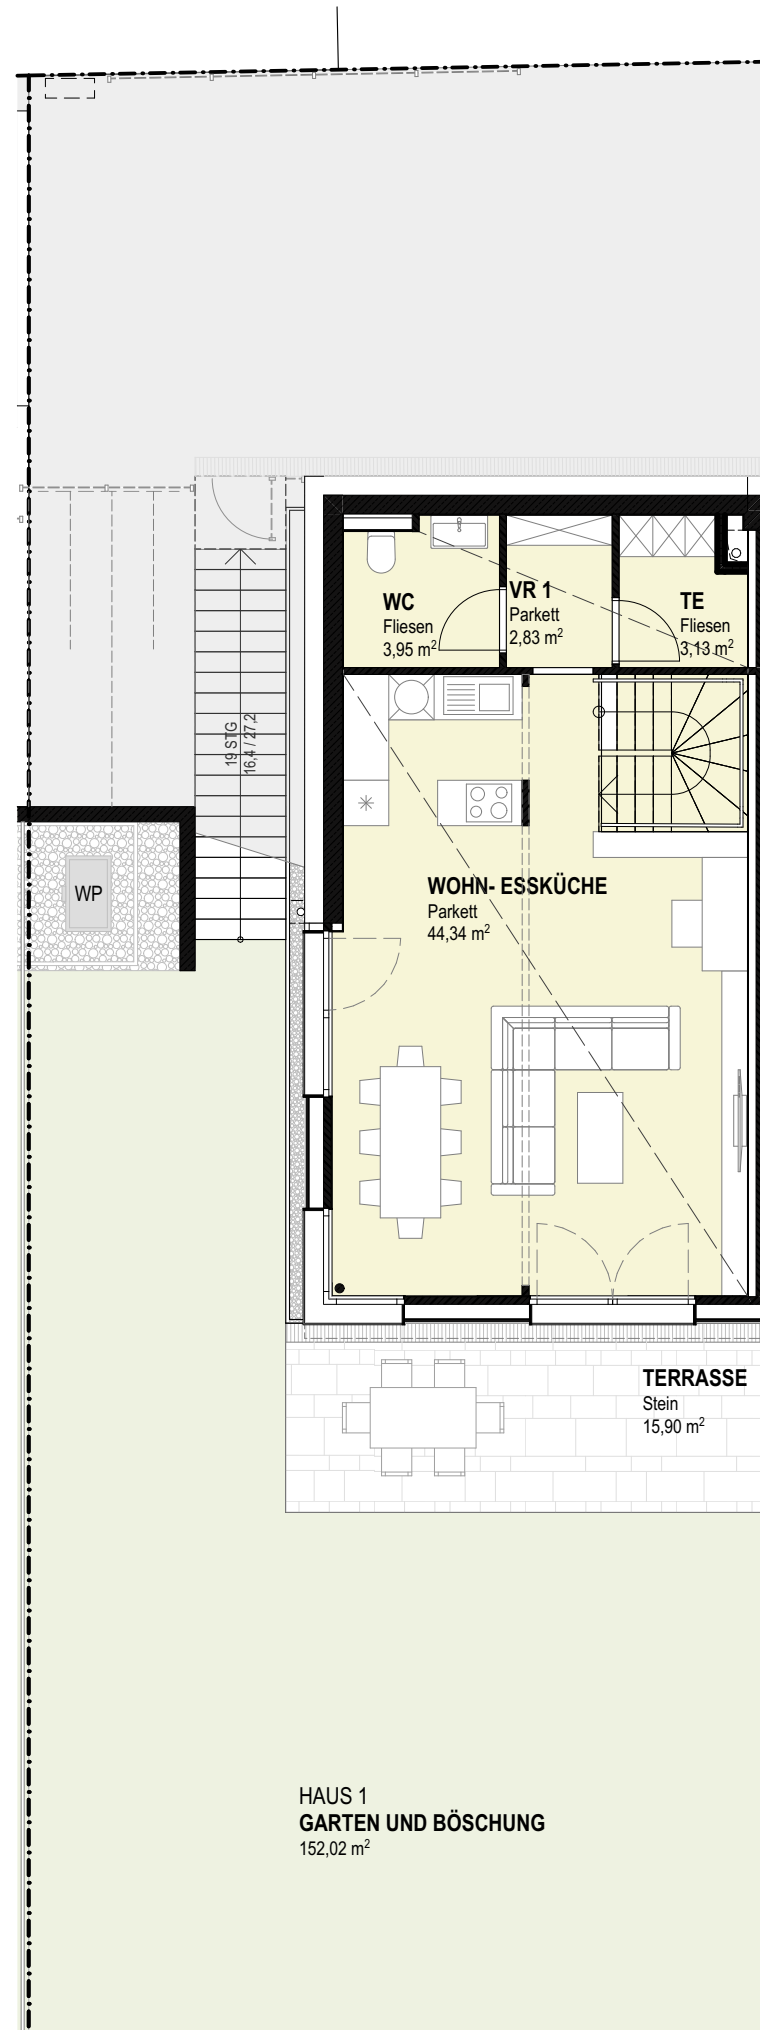 WC
Fliesen
3,95 m²
VR 1
Parkett
2,83 m²
TE
Fliesen
3,13 m²
19 STG
16,4 / 27,2
WP
WOHN- ESSKÜCHE
Parkett
44,34 m²
TERRASSE
Stein
15,90 m²
HAUS 1
GARTEN UND BÖSCHUNG
152,02 m²